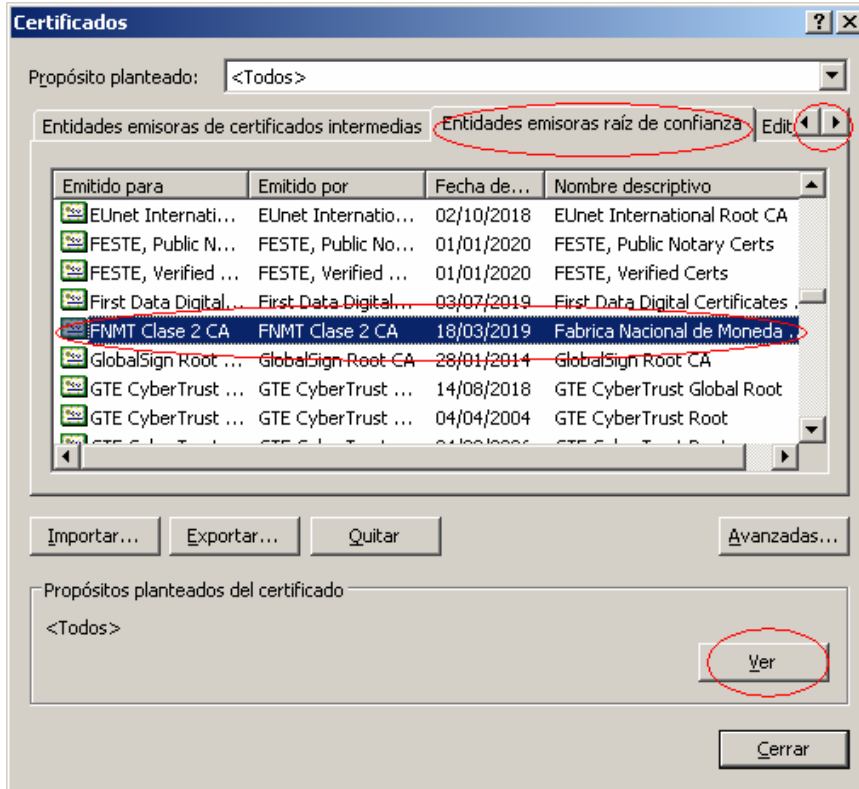 Certificados
Propósito planteado: <Todos>
Entidades emisoras de certificados intermedias Entidades emisoras raíz de confianza Edit
Emitido para Emitido por Fecha de... Nombre descriptivo
EUnet Internati... EUnet Internatio... 02/10/2018 EUnet International Root CA
FESTE, Public N... FESTE, Public No... 01/01/2020 FESTE, Public Notary Certs
FESTE, Verified ... FESTE, Verified ... 01/01/2020 FESTE, Verified Certs
First Data Digital... First Data Digital... 03/07/2019 First Data Digital Certificates .
FNMT Clase 2 CA FNMT Clase 2 CA 18/03/2019 Fabrica Nacional de Moneda .
GlobalSign Root ... GlobalSign Root CA 28/01/2014 GlobalSign Root CA
GTE CyberTrust ... GTE CyberTrust ... 14/08/2018 GTE CyberTrust Global Root
GTE CyberTrust ... GTE CyberTrust ... 04/04/2004 GTE CyberTrust Root
Importar... Exportar... Quitar Avanzadas...
Propósitos planteados del certificado
<Todos>
Ver
Cerrar